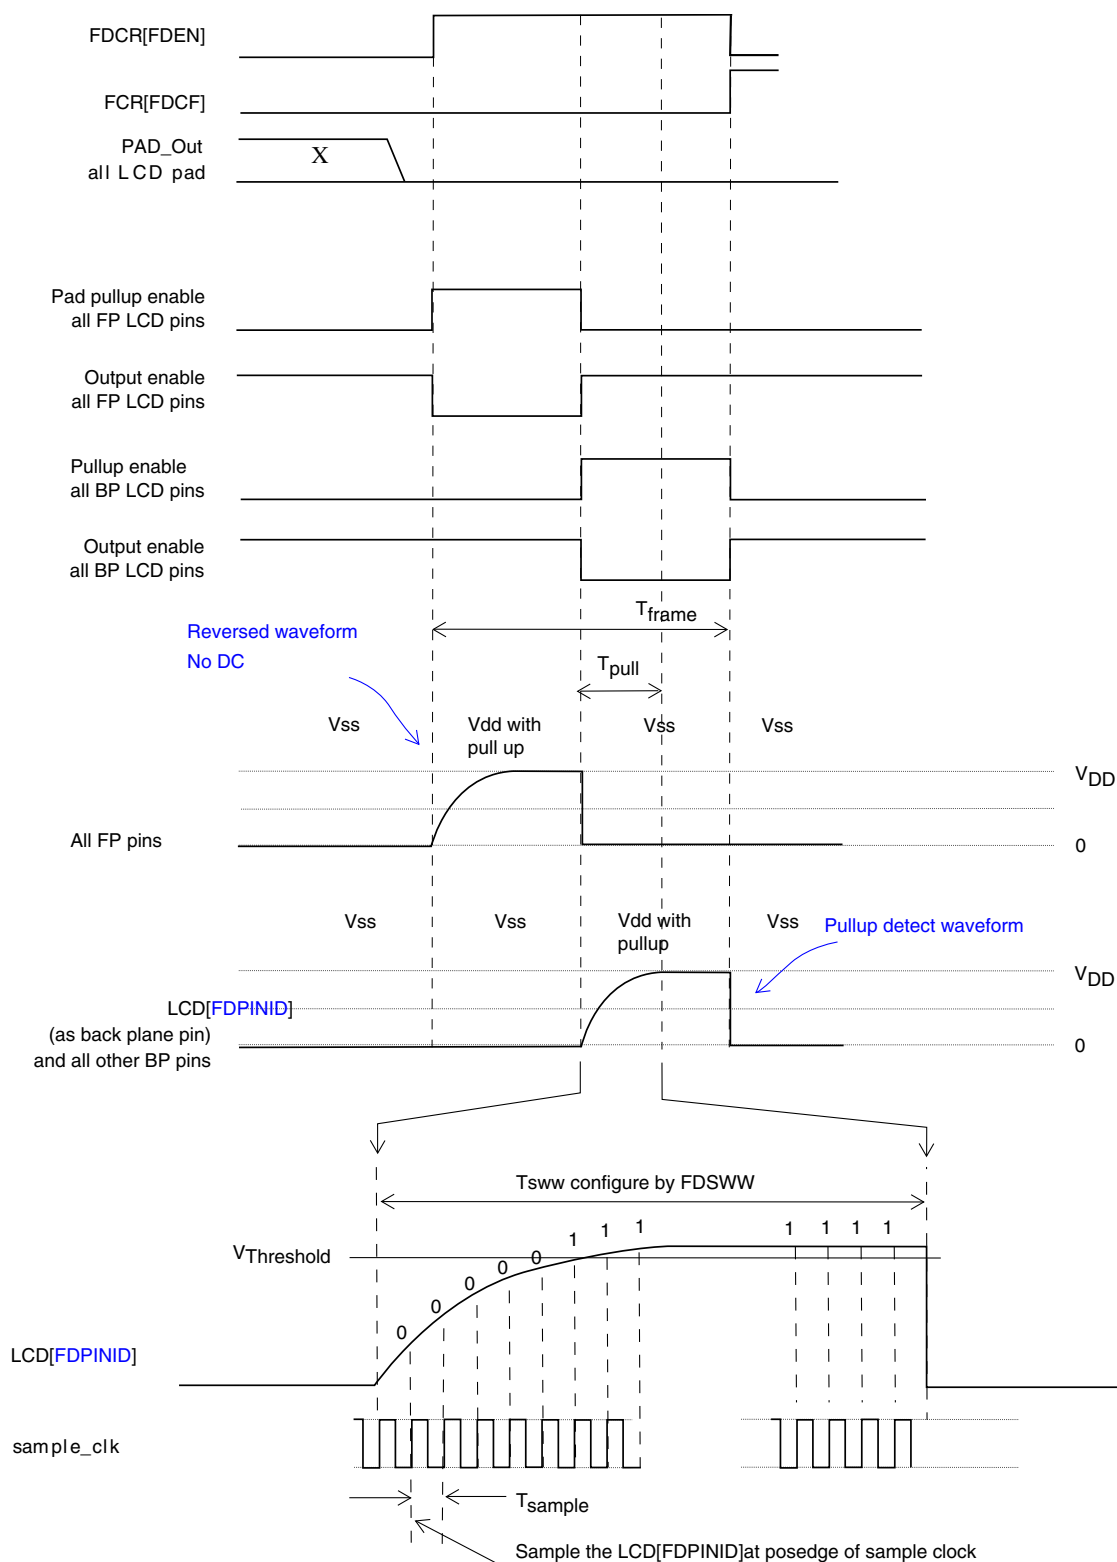 FDCR[FDEN]
FCR[FDCF]
PAD_Out
all LCD pad
X
Pad pullup enable
all FP LCD pins
Output enable
all FP LCD pins
Pullup enable
all BP LCD pins
Output enable
all BP LCD pins
Tframe
Reversed waveform
No DC
Tpull
Vss
Vdd with
pull up
Vss
Vss
VDD
All FP pins
0
Vss
Vss
Vdd with
pullup
Vss
Pullup detect waveform
VDD
LCD[FDPINID]
(as back plane pin)
and all other BP pins
0
Tsww configure by FDSWW
1 1 1 1 1 1 1
VThreshold
0 0 0 0 0
LCD[FDPINID]
sample_clk
Tsample
Sample the LCD[FDPINID]at posedge of sample clock